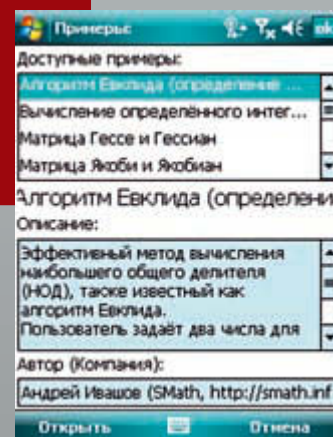 Примеры
ok
Доступные примеры:
Алгоритм Евклида (определение ...
Вычисление определённого интег...
Матрица Гессе и Гессиан
Матрица Якоби и Якобиан
Алгоритм Евклида (определени
Описание:
Эффективный метод вычисления
наибольшего общего делителя
(НОД), также известный как
алгоритм Евклида.
Пользователь задаёт два числа для
Автор (Компания):
Андрей Ивашов (SMath, http://smath.inf
Открыть
Отмена